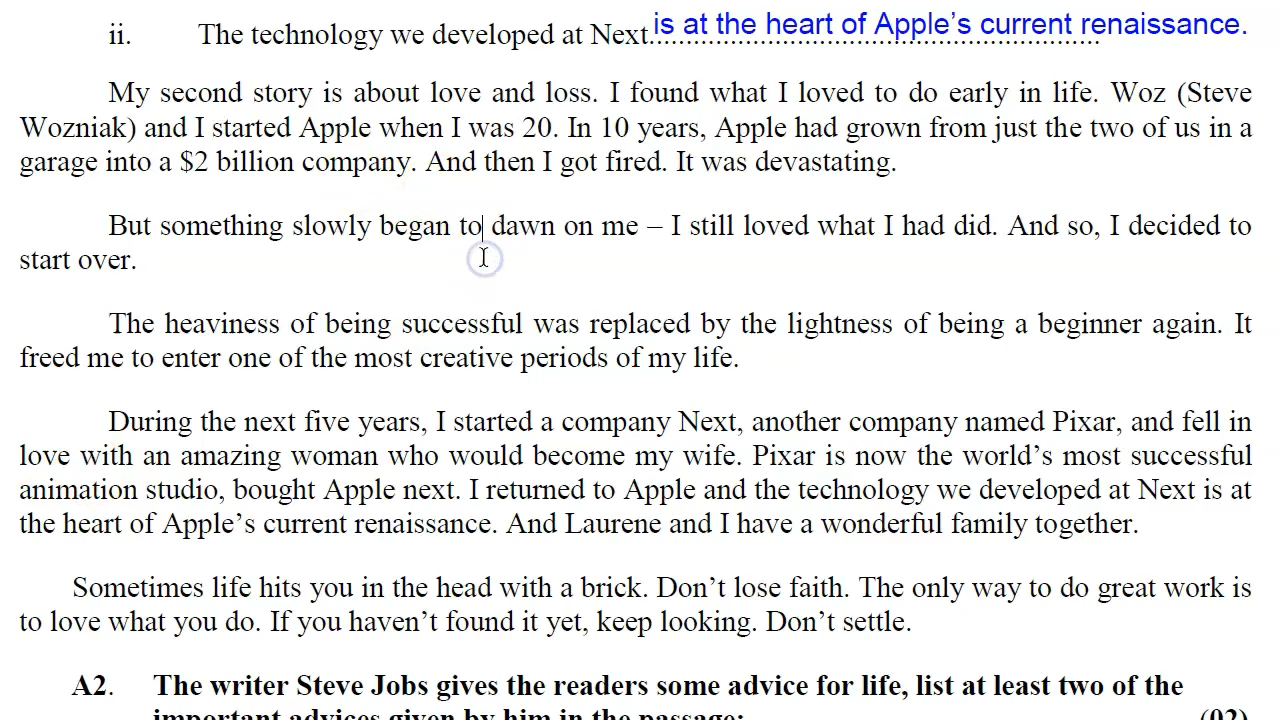 ii. The technology we developed at Next is at the heart of Apple’s current renaissance.
My second story is about love and loss. I found what I loved to do early in life. Woz (Steve
Wozniak) and I started Apple when I was 20. In 10 years, Apple had grown from just the two of us in a
garage into a $2 billion company. And then I got fired. It was devastating.
But something slowly began to dawn on me – I still loved what I had did. And so, I decided to
start over.
The heaviness of being successful was replaced by the lightness of being a beginner again. It
freed me to enter one of the most creative periods of my life.
During the next five years, I started a company Next, another company named Pixar, and fell in
love with an amazing woman who would become my wife. Pixar is now the world’s most successful
animation studio, bought Apple next. I returned to Apple and the technology we developed at Next is at
the heart of Apple’s current renaissance. And Laurene and I have a wonderful family together.
Sometimes life hits you in the head with a brick. Don’t lose faith. The only way to do great work is
to love what you do. If you haven’t found it yet, keep looking. Don’t settle.
A2. The writer Steve Jobs gives the readers some advice for life, list at least two of the
important advices given by him in the passage: (02)